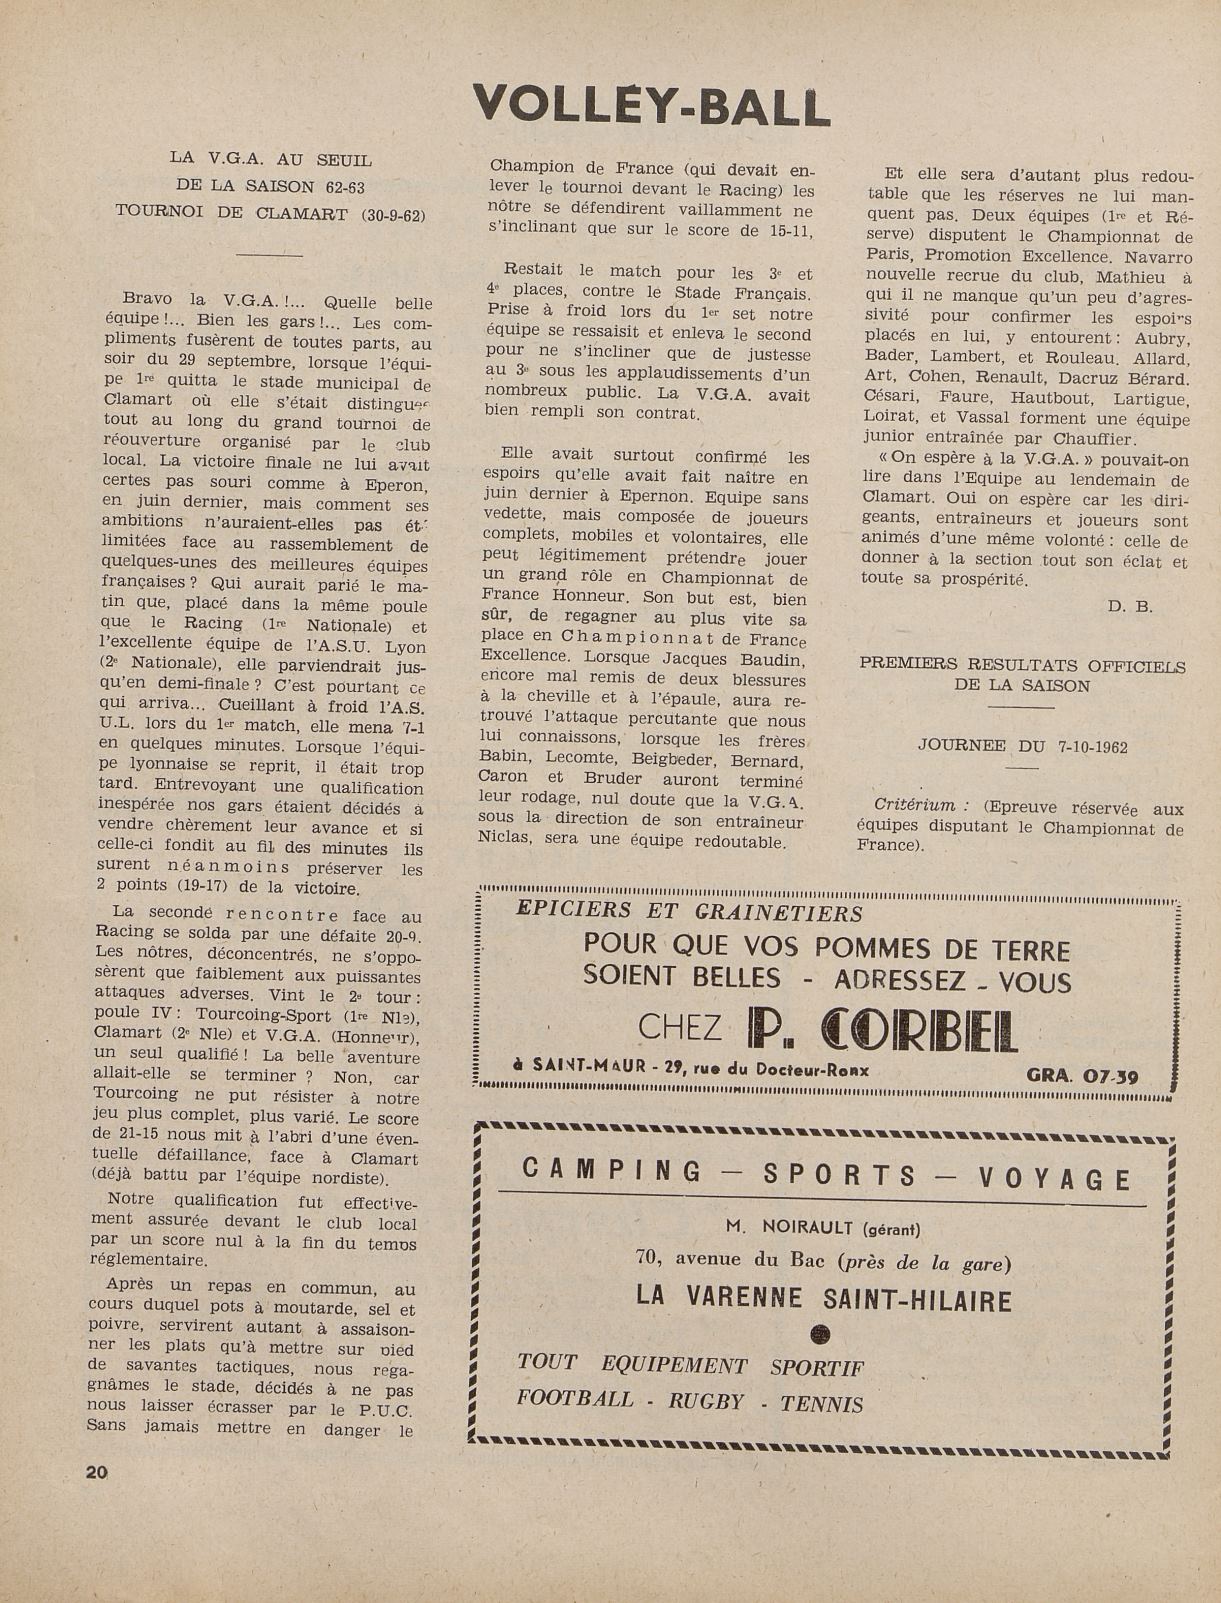 VOLLEY-BALL
LA V.G.A. AU SEUIL
DE LA SAISON 62-63
TOURNOI DE CLAMART (30-9-62)
Bravo la V.G.A. !... Quelle belle
équipe !... Bien les gars !... Les com-
pliments fusèrent de toutes parts, au
soir du 29 septembre, lorsque l'équi-
pe 1re quitta le stade municipal de
Clamart où elle s'était distinguée
tout au long du grand tournoi de
réouverture organisé par le club
local. La victoire finale ne lui avait
certes pas souri comme à Eperon,
en juin dernier, mais comment ses
ambitions n'auraient-elles pas été
limitées face au rassemblement de
quelques-unes des meilleures équipes
françaises ? Qui aurait parié le ma-
tin que, placé dans la même poule
que le Racing (1re Nationale) et
l'excellente équipe de l'A.S.U. Lyon
(2e Nationale), elle parviendrait jus-
qu'en demi-finale ? C'est pourtant ce
qui arriva... Cueillant à froid l'A.S.
U.L. lors du 1er match, elle mena 7-1
en quelques minutes. Lorsque l'équi-
pe lyonnaise se reprit, il était trop
tard. Entrevoyant une qualification
inespérée nos gars étaient décidés à
vendre chèrement leur avance et si
celle-ci fondit au fil des minutes ils
surent néanmoins préserver les
2 points (19-17) de la victoire.
La seconde rencontre face au
Racing se solda par une défaite 20-9.
Les nôtres, déconcentrés, ne s'oppo-
sèrent que faiblement aux puissantes
attaques adverses. Vint le 2e tour :
poule IV : Tourcoing-Sport (1re Nle),
Clamart (2e Nle) et V.G.A. (Honneur),
un seul qualifié ! La belle aventure
allait-elle se terminer ? Non, car
Tourcoing ne put résister à notre
jeu plus complet, plus varié. Le score
de 21-15 nous mit à l'abri d'une éven-
tuelle défaillance, face à Clamart
(déjà battu par l'équipe nordiste).
Notre qualification fut effective-
ment assurée devant le club local
par un score nul à la fin du temps
réglementaire.
Après un repas en commun, au
cours duquel pots à moutarde, sel et
poivre, servirent autant à assaison-
ner les plats qu'à mettre sur pied
de savantes tactiques, nous rega-
gnâmes le stade, décidés à ne pas
nous laisser écrasser par le P.U.C.
Sans jamais mettre en danger le
20
Champion de France (qui devait en-
lever le tournoi devant le Racing) les
nôtre se défendirent vaillamment ne
s'inclinant que sur le score de 15-11,
Restait le match pour les 3e et
4e places, contre le Stade Français.
Prise à froid lors du 1er set notre
équipe se ressaisit et enleva le second
pour ne s'incliner que de justesse
au 3e sous les applaudissements d'un
nombreux public. La V.G.A. avait
bien rempli son contrat.
Elle avait surtout confirmé les
espoirs qu'elle avait fait naître en
juin dernier à Epernon. Equipe sans
vedette, mais composée de joueurs
complets, mobiles et volontaires, elle
peut légitimement prétendre jouer
un grand rôle en Championnat de
France Honneur. Son but est, bien
sûr, de regagner au plus vite sa
place en Championnat de France
Excellence. Lorsque Jacques Baudin,
encore mal remis de deux blessures
à la cheville et à l'épaule, aura re-
trouvé l'attaque percutante que nous
lui connaissons, lorsque les frères
Babin, Lecomte, Beigbeder, Bernard,
Caron et Bruder auront terminé
leur rodage, nul doute que la V.G.A.
sous la direction de son entraîneur
Niclas, sera une équipe redoutable.
Et elle sera d'autant plus redou-
table que les réserves ne lui man-
quent pas. Deux équipes (1re et Ré-
serve) disputent le Championnat de
Paris, Promotion Excellence. Navarro
nouvelle recrue du club, Mathieu à
qui il ne manque qu'un peu d'agres-
sivité pour confirmer les espoirs
placés en lui, y entourent : Aubry,
Bader, Lambert, et Rouleau. Allard,
Art, Cohen, Renault, Dacruz Bérard.
Césari, Faure, Hautbout, Lartigue,
Loirat, et Vassal forment une équipe
junior entraînée par Chauffier.
« On espère à la V.G.A. » pouvait-on
lire dans l'Equipe au lendemain de
Clamart. Oui on espère car les diri-
geants, entraîneurs et joueurs sont
animés d'une même volonté : celle de
donner à la section tout son éclat et
toute sa prospérité.
D. B.
PREMIERS RESULTATS OFFICIELS
DE LA SAISON
JOURNEE DU 7-10-1962
Critérium : (Epreuve réservée aux
équipes disputant le Championnat de
France).
EPICIERS ET GRAINETIERS
POUR QUE VOS POMMES DE TERRE
SOIENT BELLES - ADRESSEZ - VOUS
CHEZ P. CORBEL
à SAINT-MAUR - 29, rue du Docteur-Roux
GRA. 07-39
CAMPING — SPORTS — VOYAGE
M. NOIRAULT (gérant)
70, avenue du Bac (près de la gare)
LA VARENNE SAINT-HILAIRE
TOUT EQUIPEMENT SPORTIF
FOOTBALL - RUGBY - TENNIS